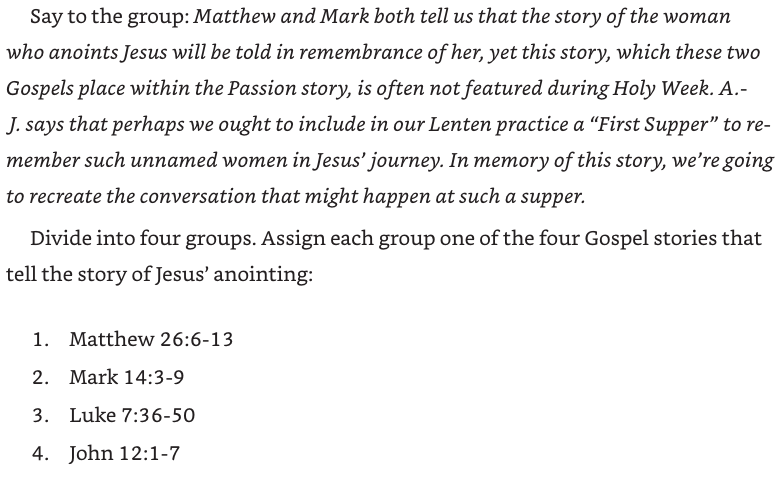 Say to the group: Matthew and Mark both tell us that the story of the woman
who anoints Jesus will be told in remembrance of her, yet this story, which these two
Gospels place within the Passion story, is often not featured during Holy Week. A.-
J. says that perhaps we ought to include in our Lenten practice a “First Supper” to re-
member such unnamed women in Jesus’ journey. In memory of this story, we’re going
to recreate the conversation that might happen at such a supper.
Divide into four groups. Assign each group one of the four Gospel stories that
tell the story of Jesus’ anointing:
1. Matthew 26:6-13
2. Mark 14:3-9
3. Luke 7:36-50
4. John 12:1-7